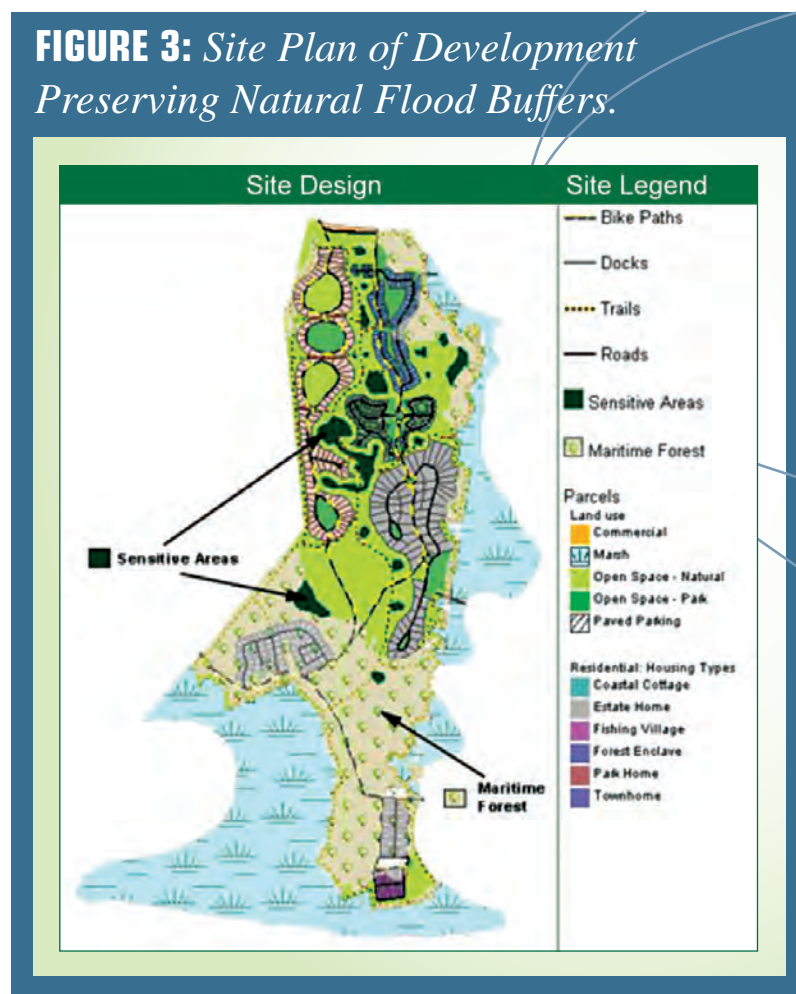 FIGURE 3: Site Plan of Development
Preserving Natural Flood Buffers.
Site Design
Site Legend
Bike Paths
Docks
Trails
Roads
Sensitive Areas
Maritime Forest
Parcels
Land use
Commercial
Marsh
Open Space - Natural
Open Space - Park
Paved Parking
Residential: Housing Types
Coastal Cottage
Estate Home
Fishing Village
Forest Enclave
Park Home
Townhome
Sensitive Areas
Maritime
Forest